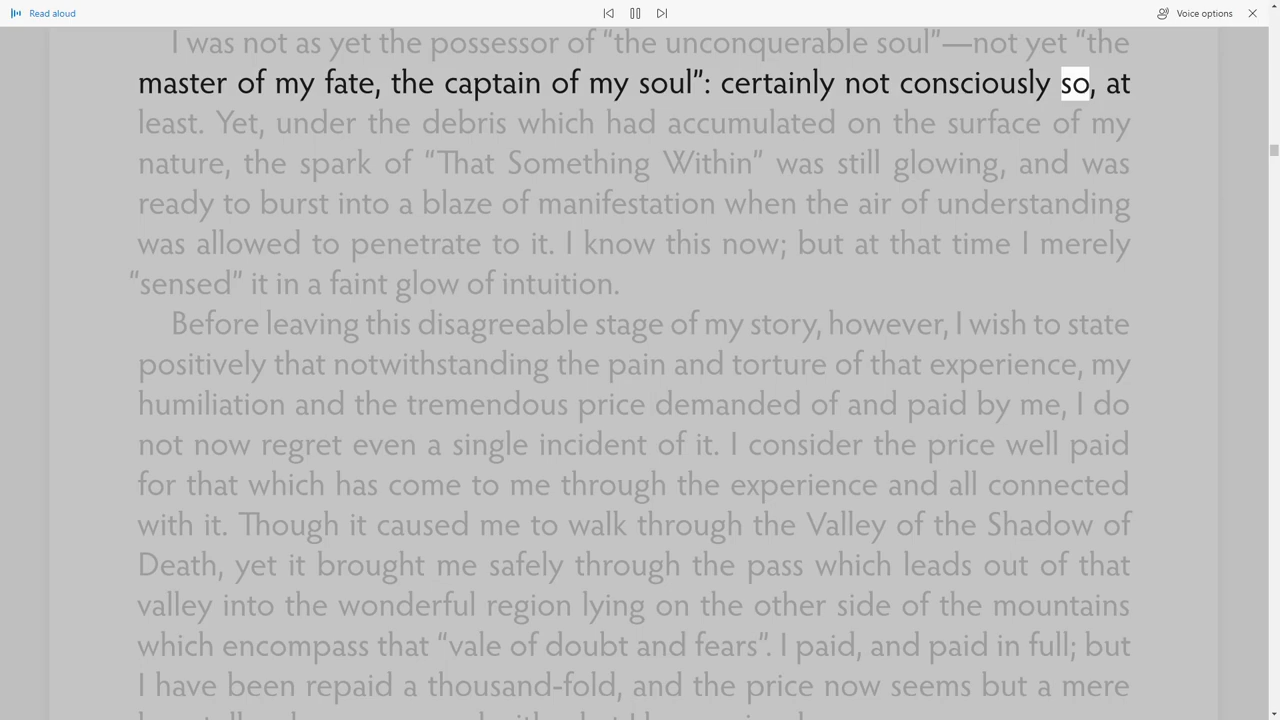 Read aloud
Voice options
I was not as yet the possessor of “the unconquerable soul”—not yet “the
master of my fate, the captain of my soul”: certainly not consciously so, at
least. Yet, under the debris which had accumulated on the surface of my
nature, the spark of “That Something Within” was still glowing, and was
ready to burst into a blaze of manifestation when the air of understanding
was allowed to penetrate to it. I know this now; but at that time I merely
“sensed” it in a faint glow of intuition.
Before leaving this disagreeable stage of my story, however, I wish to state
positively that notwithstanding the pain and torture of that experience, my
humiliation and the tremendous price demanded of and paid by me, I do
not now regret even a single incident of it. I consider the price well paid
for that which has come to me through the experience and all connected
with it. Though it caused me to walk through the Valley of the Shadow of
Death, yet it brought me safely through the pass which leads out of that
valley into the wonderful region lying on the other side of the mountains
which encompass that “vale of doubt and fears”. I paid, and paid in full; but
I have been repaid a thousand-fold, and the price now seems but a mere